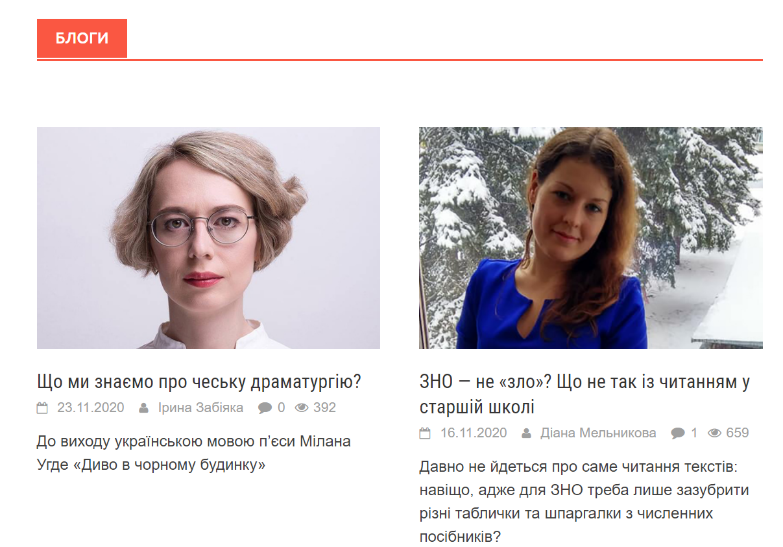 БЛОГИ
Що ми знаємо про чеську драматургію?
23.11.2020 Ірина Забіяка 0 392
До виходу українською мовою п'єси Мілана
Угде «Диво в чорному будинку»
ЗНО — не «зло»? Що не так із читанням у
старшій школі
16.11.2020 Діана Мельникова 1 659
Давно не йдеться про саме читання текстів:
навіщо, адже для ЗНО треба лише зазубрити
різні таблички та шпаргалки з численних
посібників?